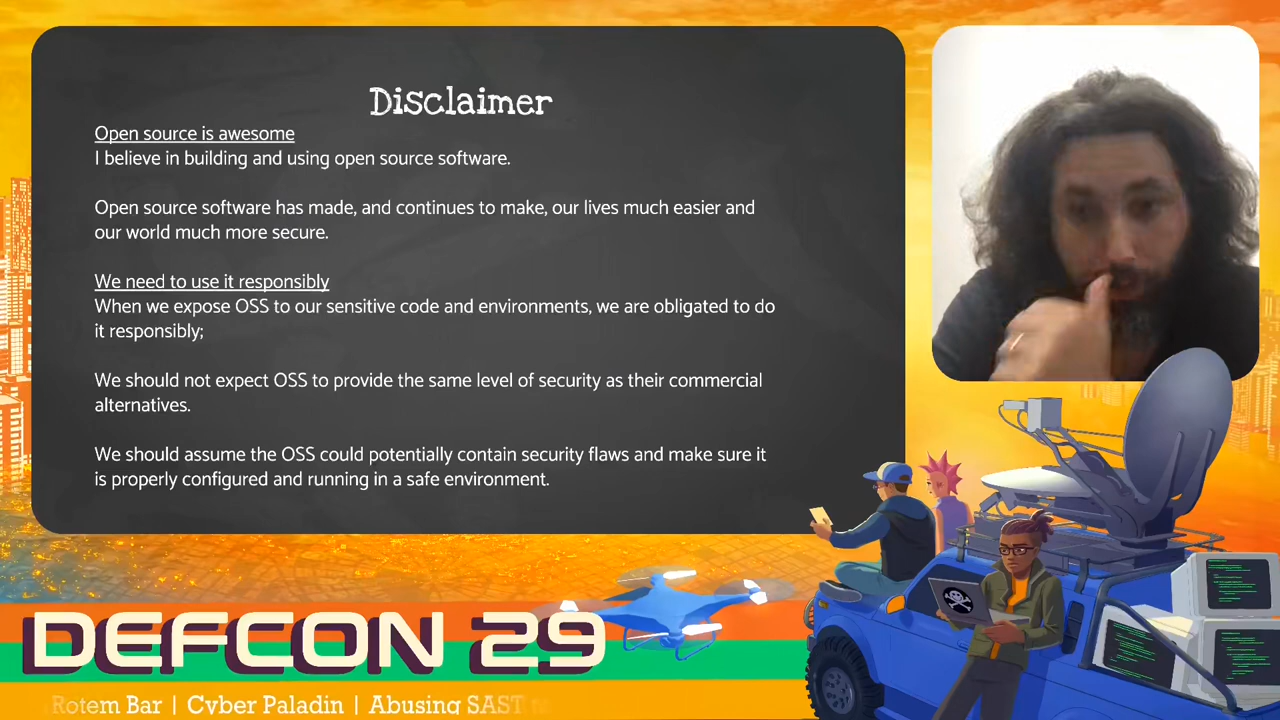 Disclaimer
Open source is awesome
I believe in building and using open source software.
Open source software has made, and continues to make, our lives much easier and
our world much more secure.
We need to use it responsibly
When we expose OSS to our sensitive code and environments, we are obligated to do
it responsibly;
We should not expect OSS to provide the same level of security as their commercial
alternatives.
We should assume the OSS could potentially contain security flaws and make sure it
is properly configured and running in a safe environment.
DEFCON 29
Rotem Bar | Cyber Paladin | Abusing SAST